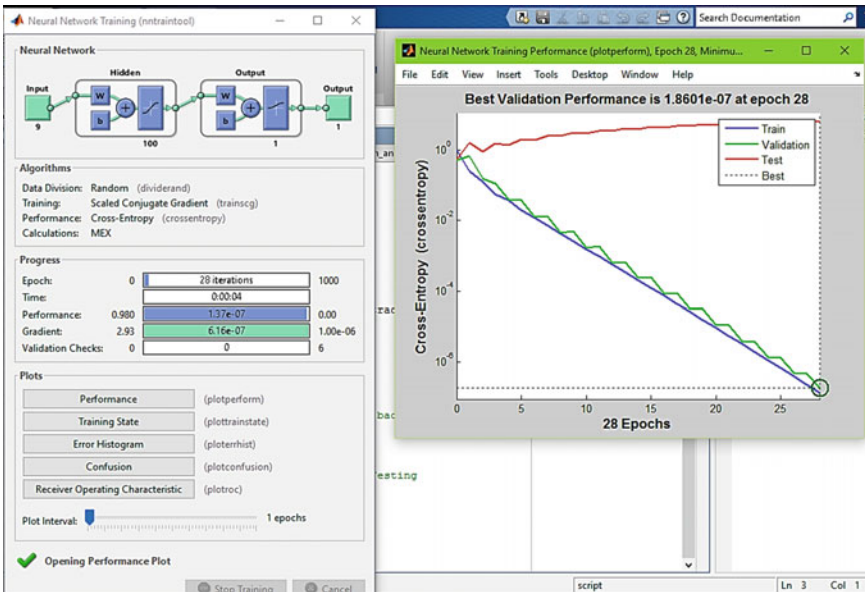 Neural Network Training (nntraintool)
Neural Network
Hidden
Output
Input
W
b
+
W
b
+
Output
9
100
1
1
Algorithms
Data Division: Random (dividerand)
Training: Scaled Conjugate Gradient (trainscg)
Performance: Cross-Entropy (crossentropy)
Calculations: MEX
Progress
Epoch: 0 28 iterations 1000
Time: 0:00:04
Performance: 0.980 1.37e-07 0.00
Gradient: 2.93 6.16e-07 1.00e-06
Validation Checks: 0 0 6
Plots
Performance (plotperform)
Training State (plottrainstate)
Error Histogram (ploterrhist)
Confusion (plotconfusion)
Receiver Operating Characteristic (plotroc)
Plot Interval: 1 epochs
Opening Performance Plot
Stop Training Cancel
Search Documentation
Neural Network Training Performance (plotperform), Epoch 28, Minimu...
File Edit View Insert Tools Desktop Window Help
Best Validation Performance is 1.8601e-07 at epoch 28
Train
Validation
Test
Best
Cross-Entropy (crossentropy)
10^0
10^-2
10^-4
10^-6
0 5 10 15 20 25
28 Epochs
n_an
rad
bac
esting
script Ln 3 Col 1